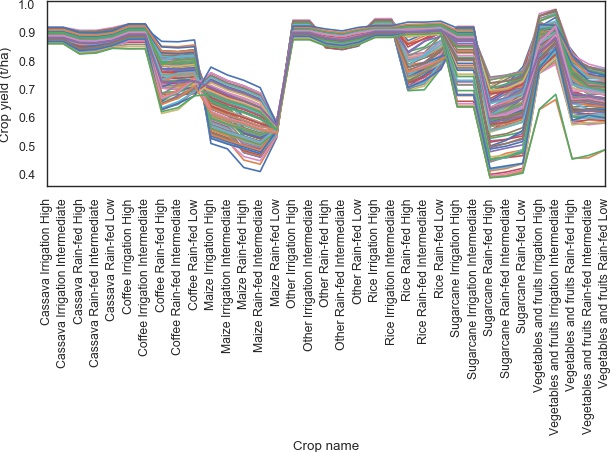 1.0
0.9
0.8
0.7
0.6
0.5
0.4
Crop yield (t/ha)
Cassava Irrigation High
Cassava Irrigation Intermediate
Cassava Rain-fed High
Cassava Rain-fed Intermediate
Cassava Rain-fed Low
Coffee Irrigation High
Coffee Irrigation Intermediate
Coffee Rain-fed High
Coffee Rain-fed Intermediate
Coffee Rain-fed Low
Maize Irrigation High
Maize Irrigation Intermediate
Maize Rain-fed High
Maize Rain-fed Intermediate
Maize Rain-fed Low
Other Irrigation High
Other Irrigation Intermediate
Other Rain-fed High
Other Rain-fed Intermediate
Other Rain-fed Low
Rice Irrigation High
Rice Irrigation Intermediate
Rice Rain-fed High
Rice Rain-fed Intermediate
Rice Rain-fed Low
Sugarcane Irrigation High
Sugarcane Irrigation Intermediate
Sugarcane Rain-fed High
Sugarcane Rain-fed Intermediate
Sugarcane Rain-fed Low
Vegetables and fruits Irrigation High
Vegetables and fruits Irrigation Intermediate
Vegetables and fruits Rain-fed High
Vegetables and fruits Rain-fed Intermediate
Vegetables and fruits Rain-fed Low
Crop name